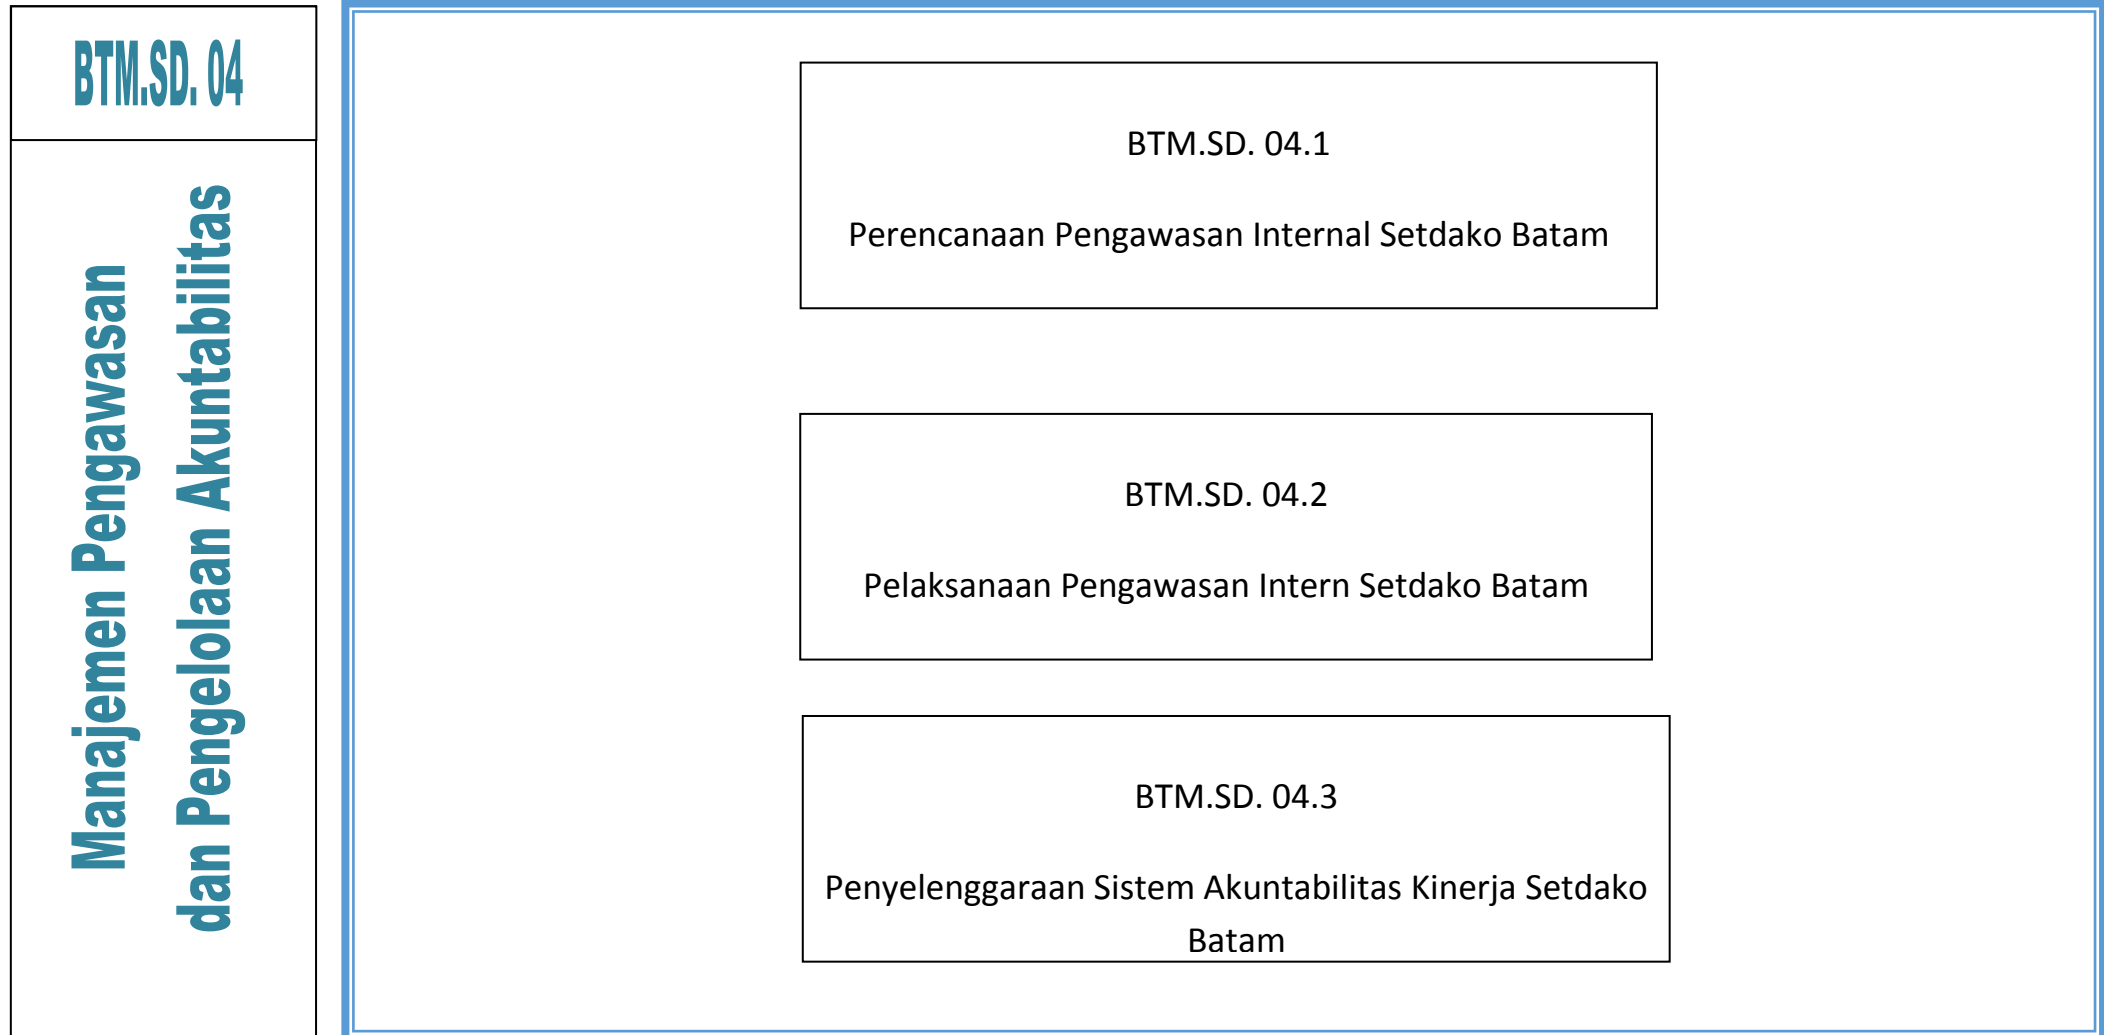 BTM.SD. 04
Manajemen Pengawasan
dan Pengelolaan Akuntabilitas
BTM.SD. 04.1
Perencanaan Pengawasan Internal Setdako Batam
BTM.SD. 04.2
Pelaksanaan Pengawasan Intern Setdako Batam
BTM.SD. 04.3
Penyelenggaraan Sistem Akuntabilitas Kinerja Setdako
Batam